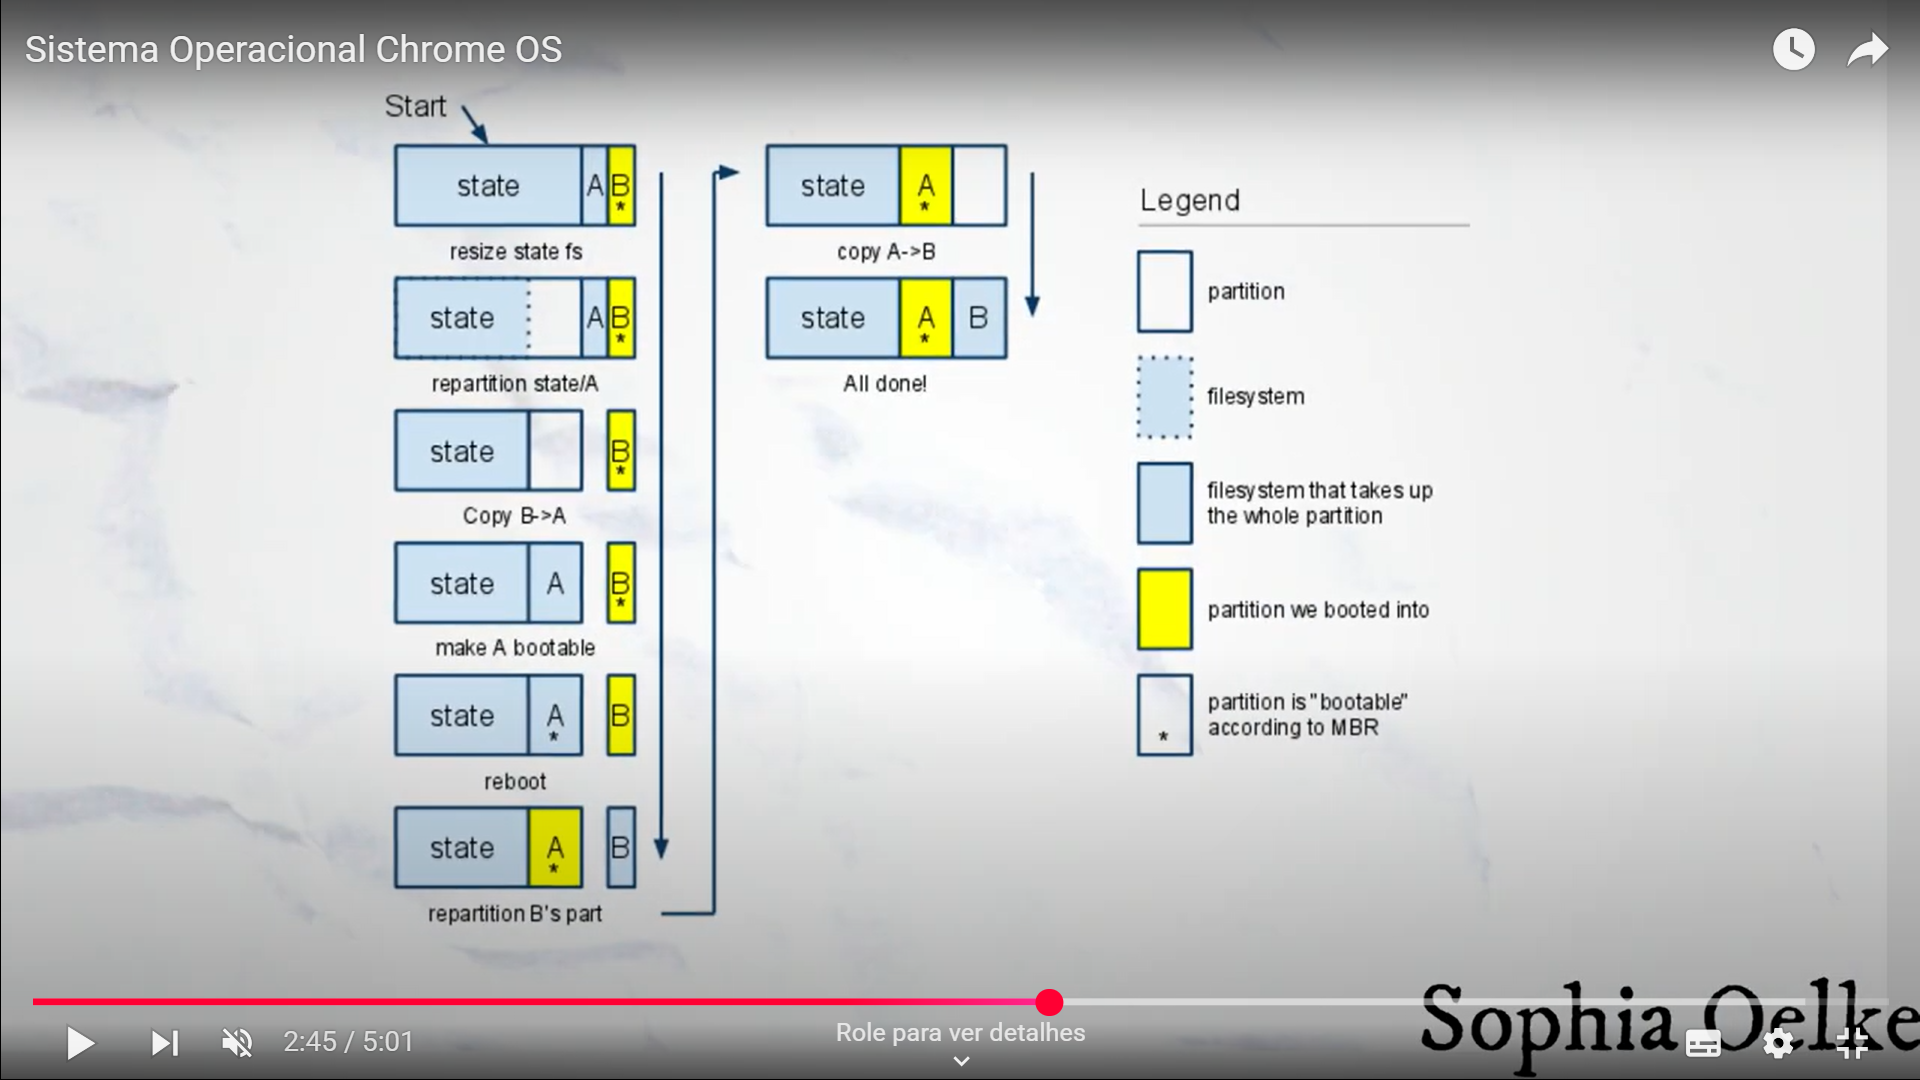 Sistema Operacional Chrome OS
Start
state A B
*
resize state fs
state A B
*
repartition state/A
state B
*
Copy B->A
state A B
*
make A bootable
state A B
*
reboot
state A B
*
repartition B's part
state A
*
copy A->B
state A B
*
All done!
Legend
partition
filesystem
filesystem that takes up
the whole partition
partition we booted into
partition is "bootable"
according to MBR
*
Sophia Oelke
2:45 / 5:01
Role para ver detalhes